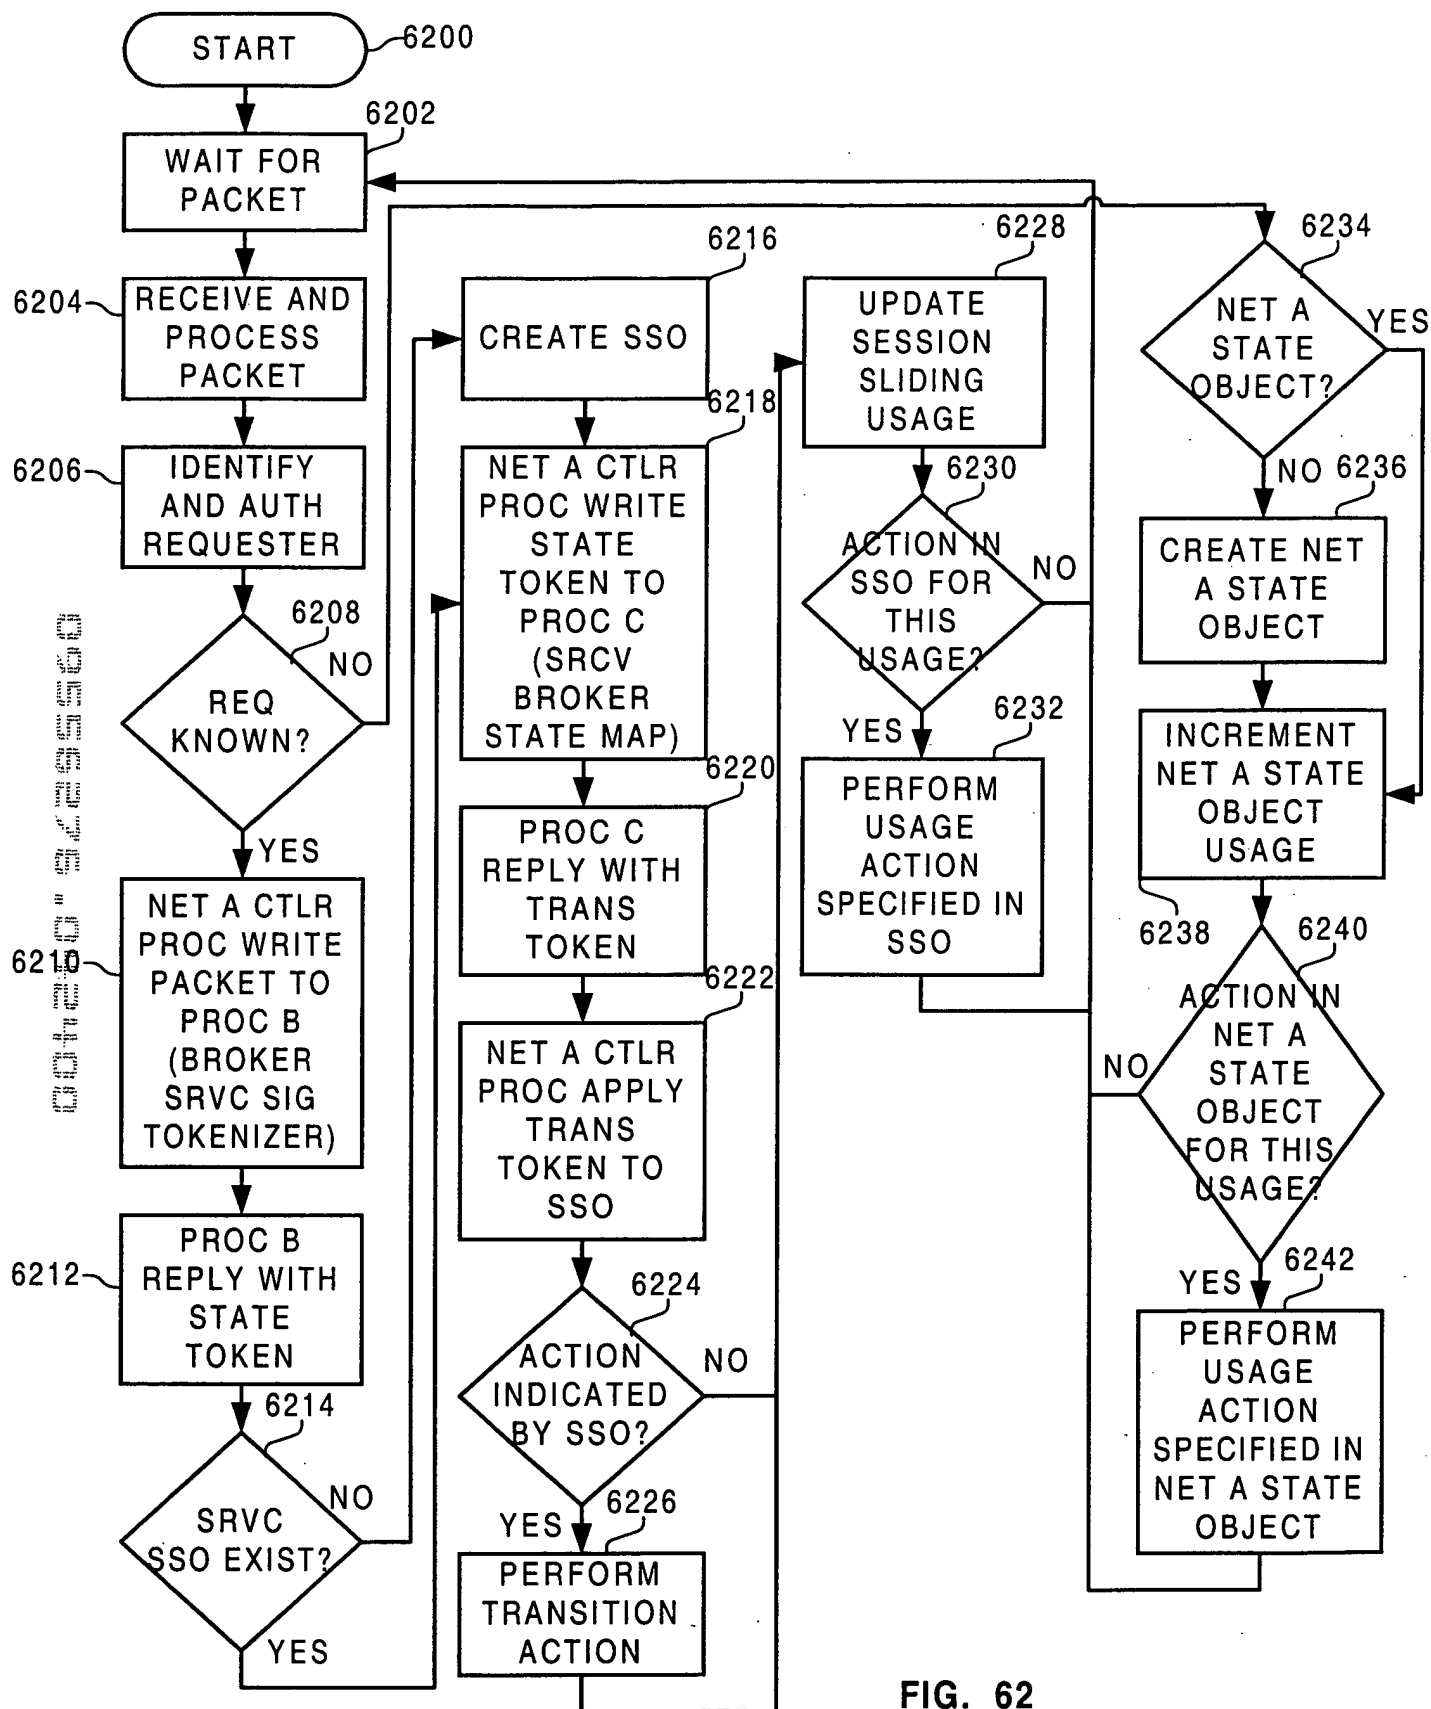 START
6200
6202
WAIT FOR
PACKET
6204
RECEIVE AND
PROCESS
PACKET
6206
IDENTIFY
AND AUTH
REQUESTER
6208
NO
REQ
KNOWN?
YES
6210
NET A CTLR
PROC WRITE
PACKET TO
PROC B
(BROKER
SRVC SIG
TOKENIZER)
6212
PROC B
REPLY WITH
STATE
TOKEN
6214
NO
SRVC
SSO EXIST?
YES
6216
CREATE SSO
6218
NET A CTLR
PROC WRITE
STATE
TOKEN TO
PROC C
(SRCV
BROKER
STATE MAP)
6220
PROC C
REPLY WITH
TRANS
TOKEN
6222
NET A CTLR
PROC APPLY
TRANS
TOKEN TO
SSO
6224
ACTION
INDICATED
BY SSO?
NO
YES
6226
PERFORM
TRANSITION
ACTION
6228
UPDATE
SESSION
SLIDING
USAGE
6230
ACTION IN
SSO FOR
THIS
USAGE?
NO
YES
6232
PERFORM
USAGE
ACTION
SPECIFIED IN
SSO
6234
NET A
STATE
OBJECT?
YES
NO
6236
CREATE NET
A STATE
OBJECT
INCREMENT
NET A STATE
OBJECT
USAGE
6238
6240
ACTION IN
NET A
STATE
OBJECT
FOR THIS
USAGE?
NO
YES
6242
PERFORM
USAGE
ACTION
SPECIFIED IN
NET A STATE
OBJECT
FIG. 62